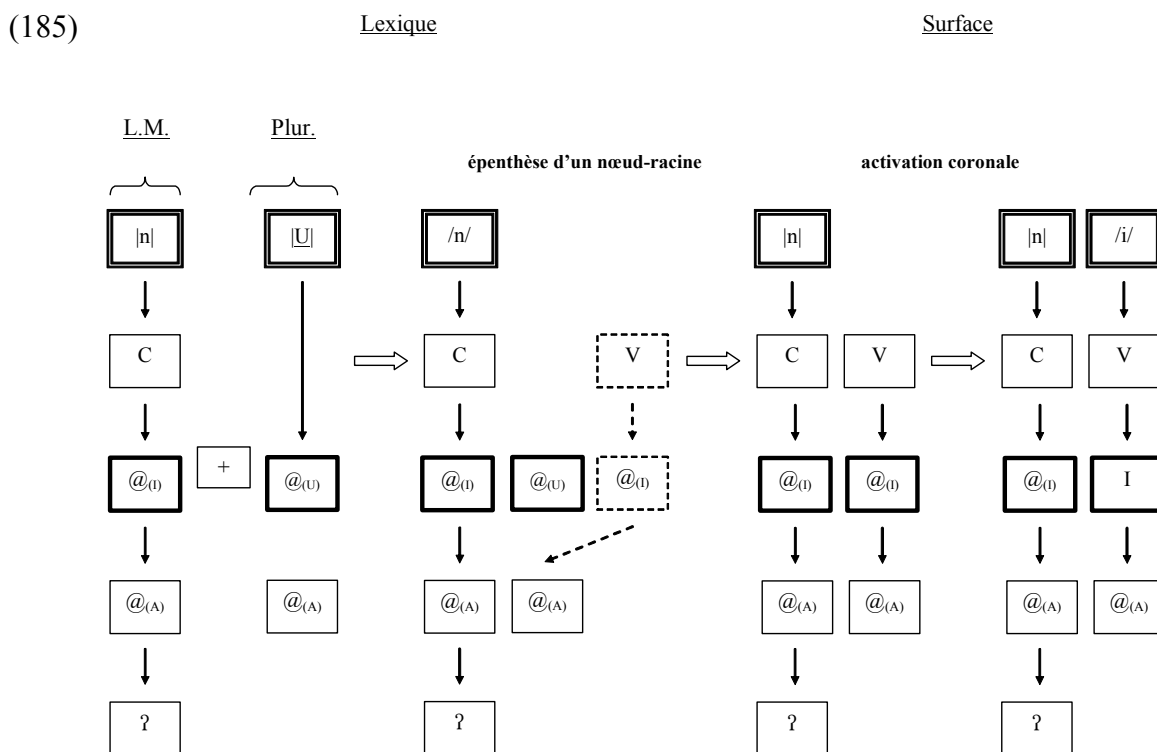 (185) Lexique Surface
L.M. Plur.
épenthèse d’un nœud-racine activation coronale
|n| |U| /n/ |n| |n| /i/
C C V C V C V
@(I) + @(U) @(I) @(U) @(I) @(I) @(I) @(I) I
@(A) @(A) @(A) @(A) @(A) @(A) @(A) @(A)
ʔ ʔ ʔ ʔ